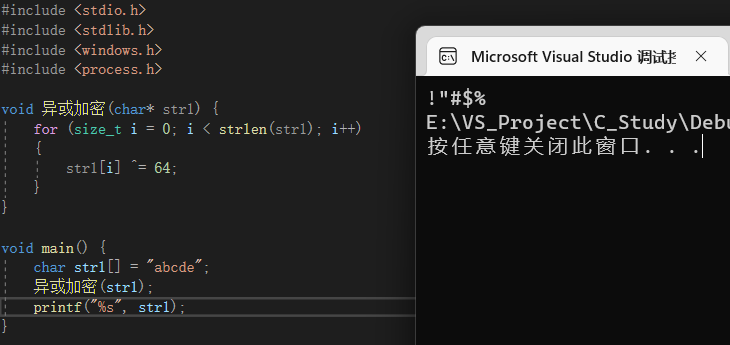 #include <stdio.h>
#include <stdlib.h>
#include <windows.h>
#include <process.h>
void 异或加密(char* str1) {
for (size_t i = 0; i < strlen(str1); i++)
{
str1[i] ^= 64;
}
}
void main() {
char str1[] = "abcde";
异或加密(str1);
printf("%s", str1);
}
Microsoft Visual Studio 调试
!"#$%
E:\VS_Project\C_Study\Debu
按任意键关闭此窗口. . .